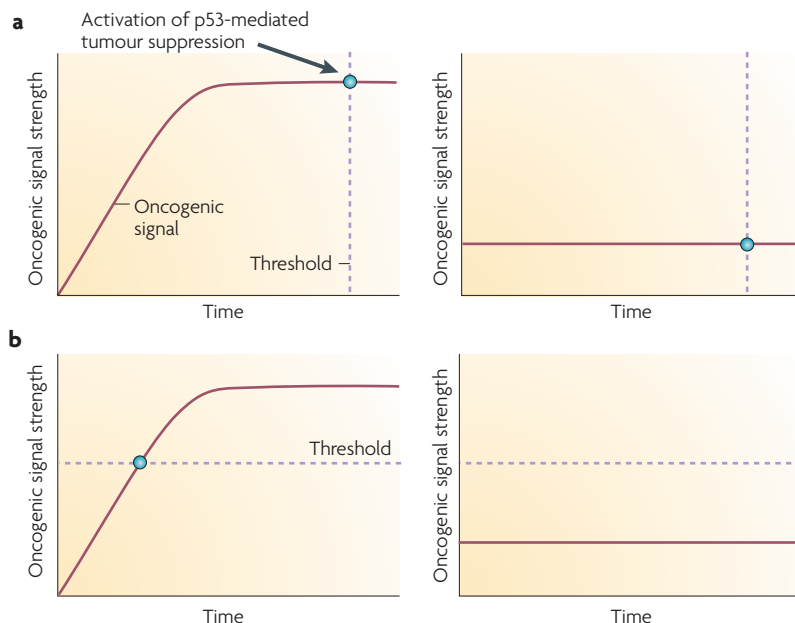 a
Activation of p53-mediated
tumour suppression
Oncogenic signal strength
Oncogenic
signal
Threshold
Time
Oncogenic signal strength
Time
b
Oncogenic signal strength
Threshold
Time
Oncogenic signal strength
Time